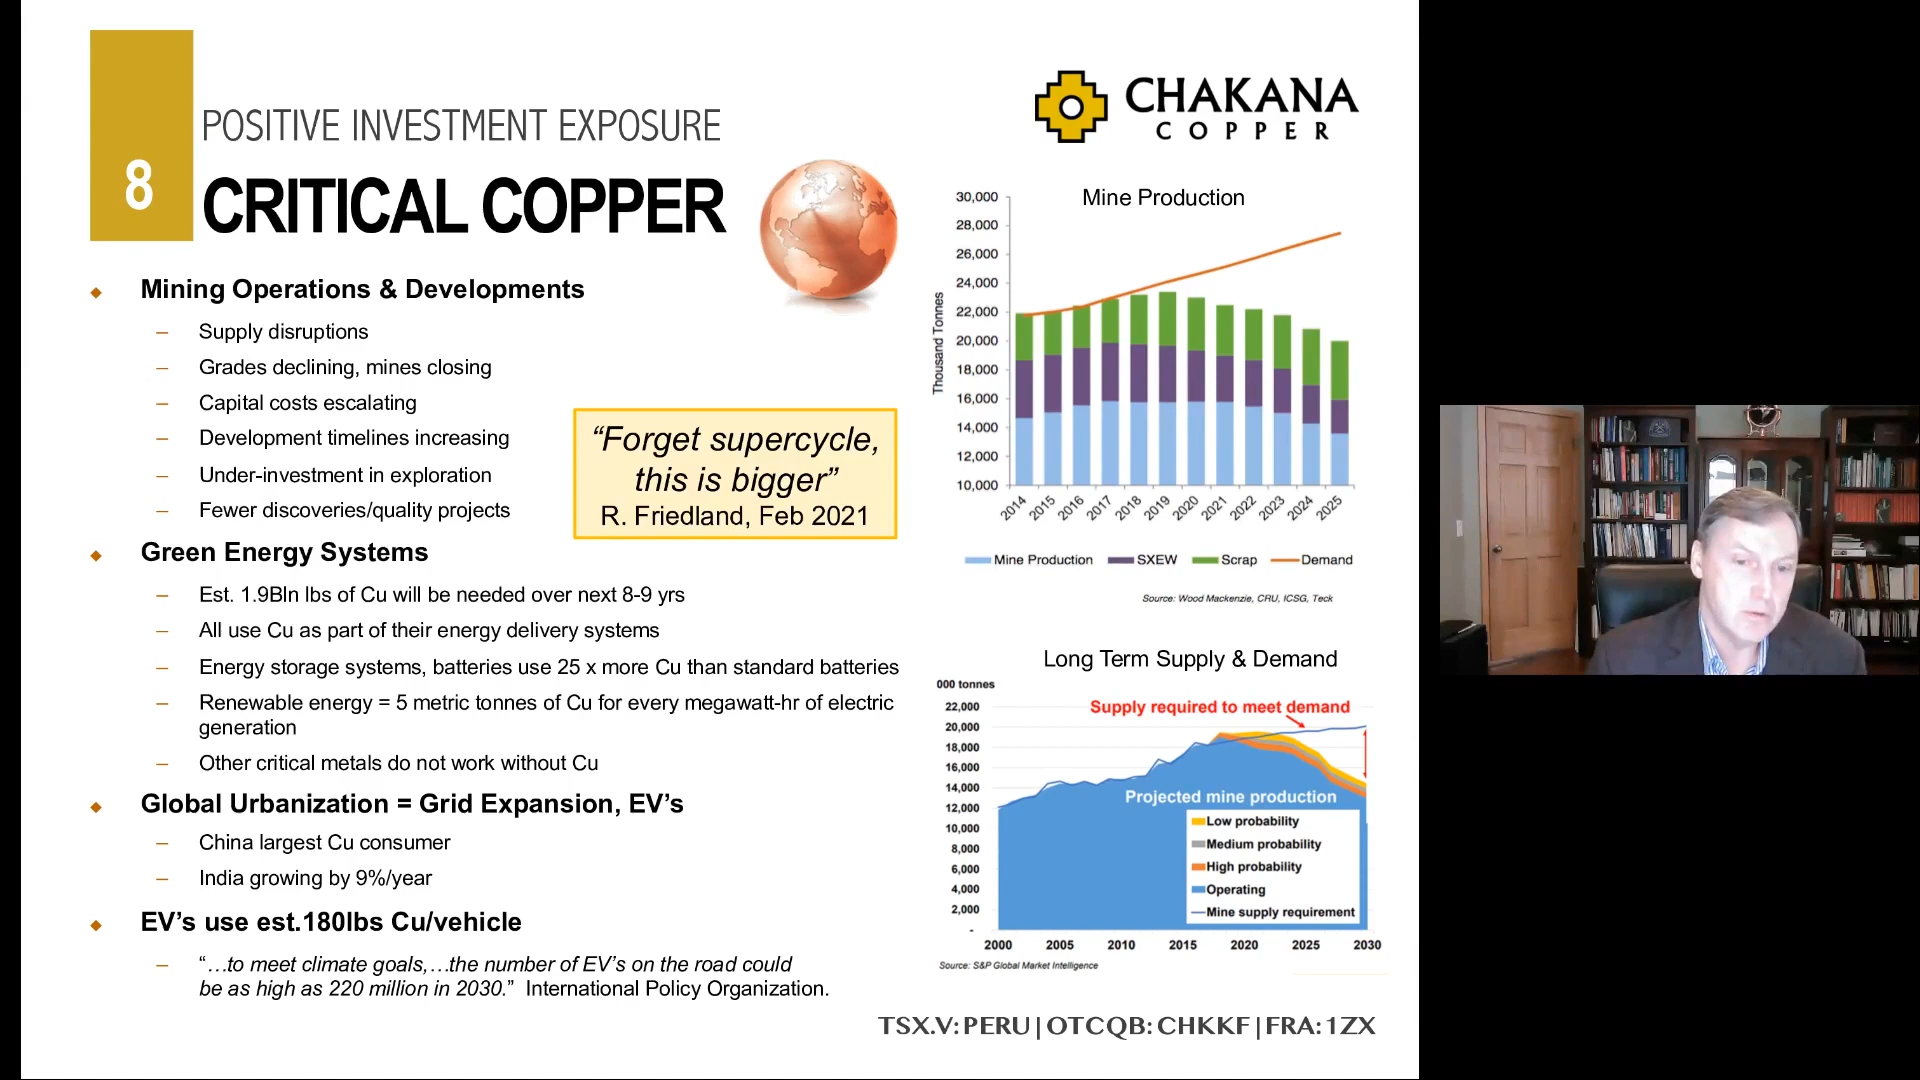 POSITIVE INVESTMENT EXPOSURE
8
CRITICAL COPPER
CHAKANA
COPPER
Mining Operations & Developments
– Supply disruptions
– Grades declining, mines closing
– Capital costs escalating
– Development timelines increasing
– Under-investment in exploration
– Fewer discoveries/quality projects
“Forget supercycle,
this is bigger”
R. Friedland, Feb 2021
Green Energy Systems
– Est. 1.9Bln lbs of Cu will be needed over next 8-9 yrs
– All use Cu as part of their energy delivery systems
– Energy storage systems, batteries use 25 x more Cu than standard batteries
– Renewable energy = 5 metric tonnes of Cu for every megawatt-hr of electric
generation
– Other critical metals do not work without Cu
Global Urbanization = Grid Expansion, EV’s
– China largest Cu consumer
– India growing by 9%/year
EV’s use est.180lbs Cu/vehicle
– “…to meet climate goals,…the number of EV’s on the road could
be as high as 220 million in 2030.” International Policy Organization.
Mine Production
Thousand Tonnes
30,000
28,000
26,000
24,000
22,000
20,000
18,000
16,000
14,000
12,000
10,000
2014 2015 2016 2017 2018 2019 2020 2021 2022 2023 2024 2025
Mine Production SXEW Scrap Demand
Source: Wood Mackenzie, CRU, ICSG, Teck
Long Term Supply & Demand
000 tonnes
22,000
20,000
18,000
16,000
14,000
12,000
10,000
8,000
6,000
4,000
2,000
-
Supply required to meet demand
Projected mine production
Low probability
Medium probability
High probability
Operating
Mine supply requirement
2000 2005 2010 2015 2020 2025 2030
Source: S&P Global Market Intelligence
TSX.V: PERU | OTCQB: CHKKF | FRA: 1ZX